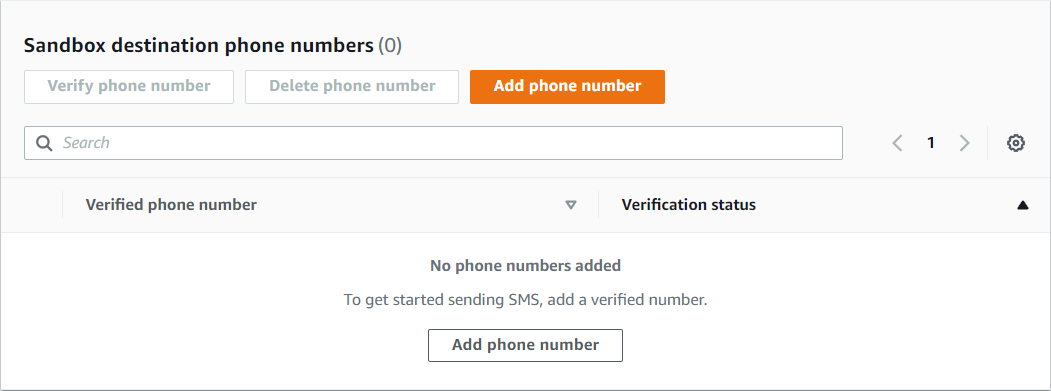 Sandbox destination phone numbers (0)
Verify phone number Delete phone number Add phone number
Search 1
Verified phone number Verification status
No phone numbers added
To get started sending SMS, add a verified number.
Add phone number